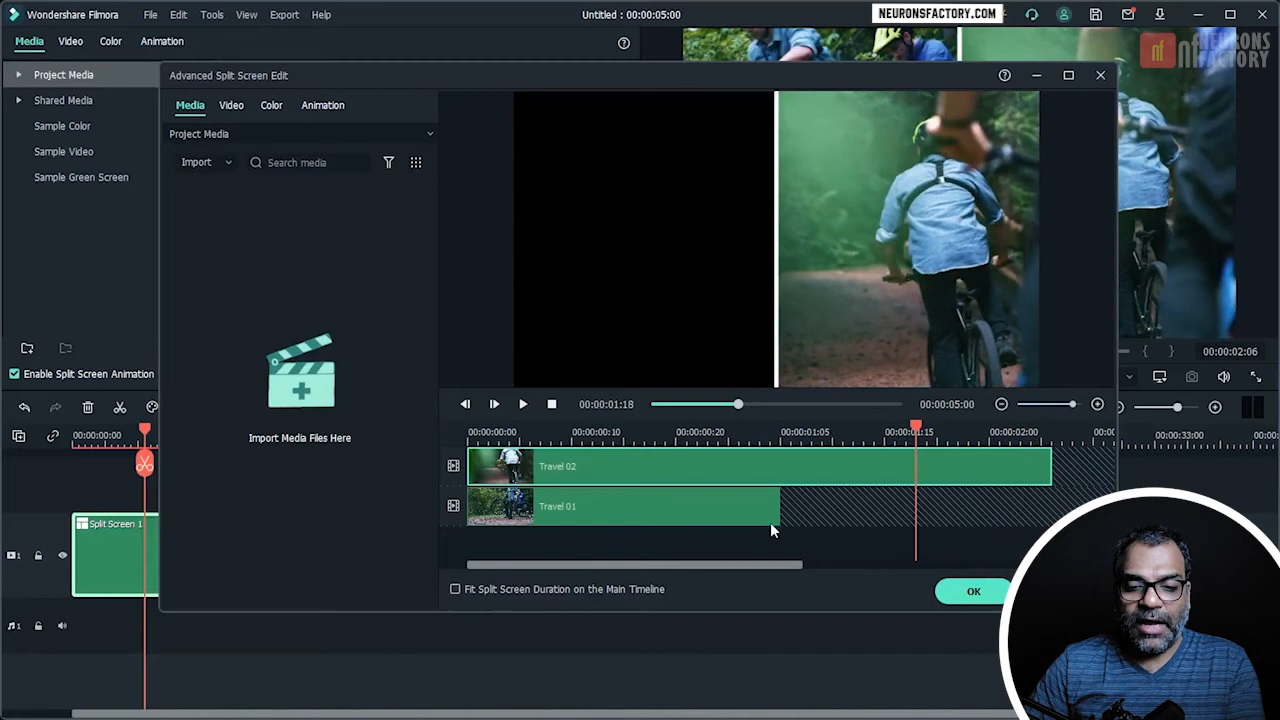 Wondershare Filmora File Edit Tools View Export Help Untitled : 00:00:05:00 NEURONSFACTORY.COM
Media Video Color Animation
nf NEURONS FACTORY
Project Media
Shared Media
Sample Color
Sample Video
Sample Green Screen
Advanced Split Screen Edit
Media Video Color Animation
Project Media
Import Search media
Import Media Files Here
Enable Split Screen Animation
00:00:02:06
00:00:01:18 00:00:05:00
00:00:00:00 00:00:00:10 00:00:00:20 00:00:01:05 00:00:01:15 00:00:02:00
Travel 02
Travel 01
Fit Split Screen Duration on the Main Timeline OK
00:00:00:00
00:00:33:00
Split Screen 1
1
1